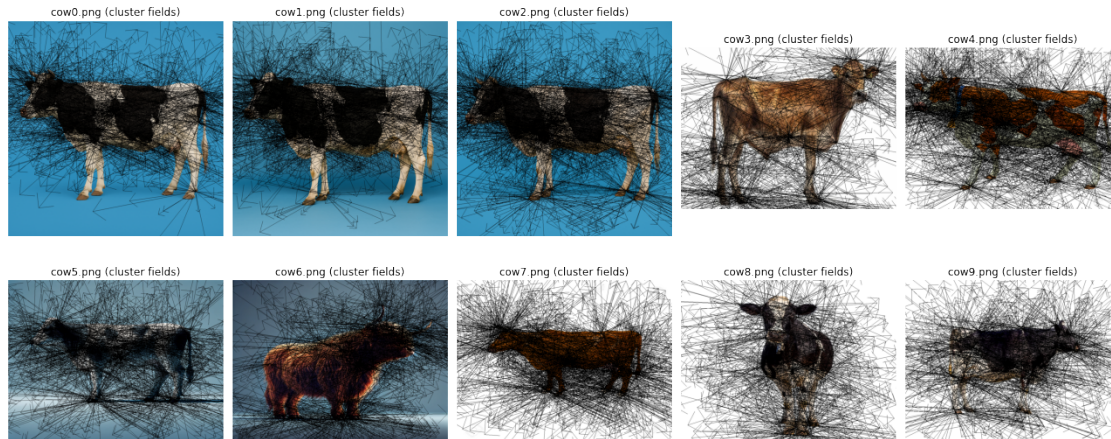 cow0.png (cluster fields)
cow1.png (cluster fields)
cow2.png (cluster fields)
cow3.png (cluster fields)
cow4.png (cluster fields)
cow5.png (cluster fields)
cow6.png (cluster fields)
cow7.png (cluster fields)
cow8.png (cluster fields)
cow9.png (cluster fields)